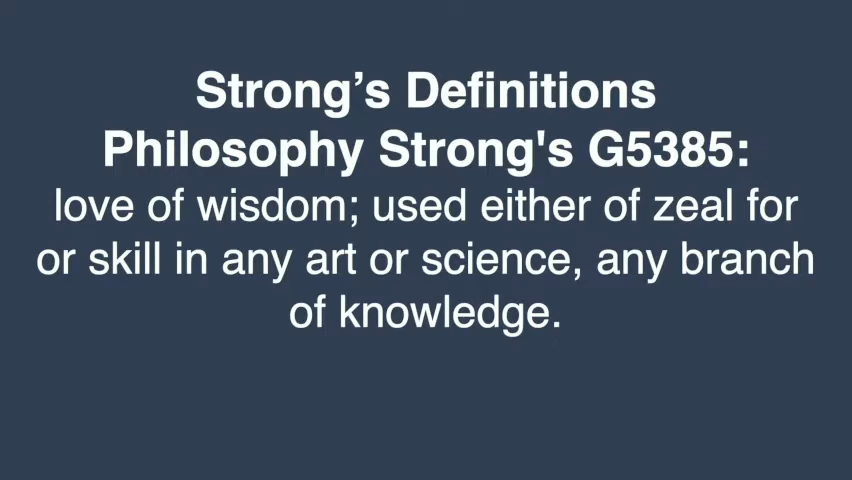 Strong’s Definitions
Philosophy Strong's G5385:
love of wisdom; used either of zeal for
or skill in any art or science, any branch
of knowledge.